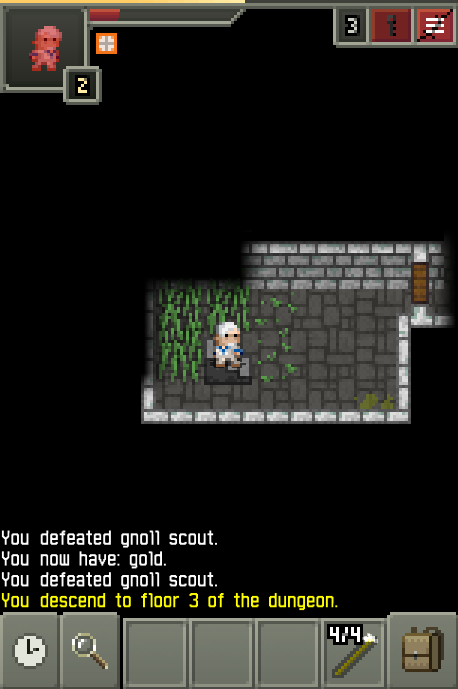 3
1
2
You defeated gnoll scout.
You now have: gold.
You defeated gnoll scout.
You descend to floor 3 of the dungeon.
4/4